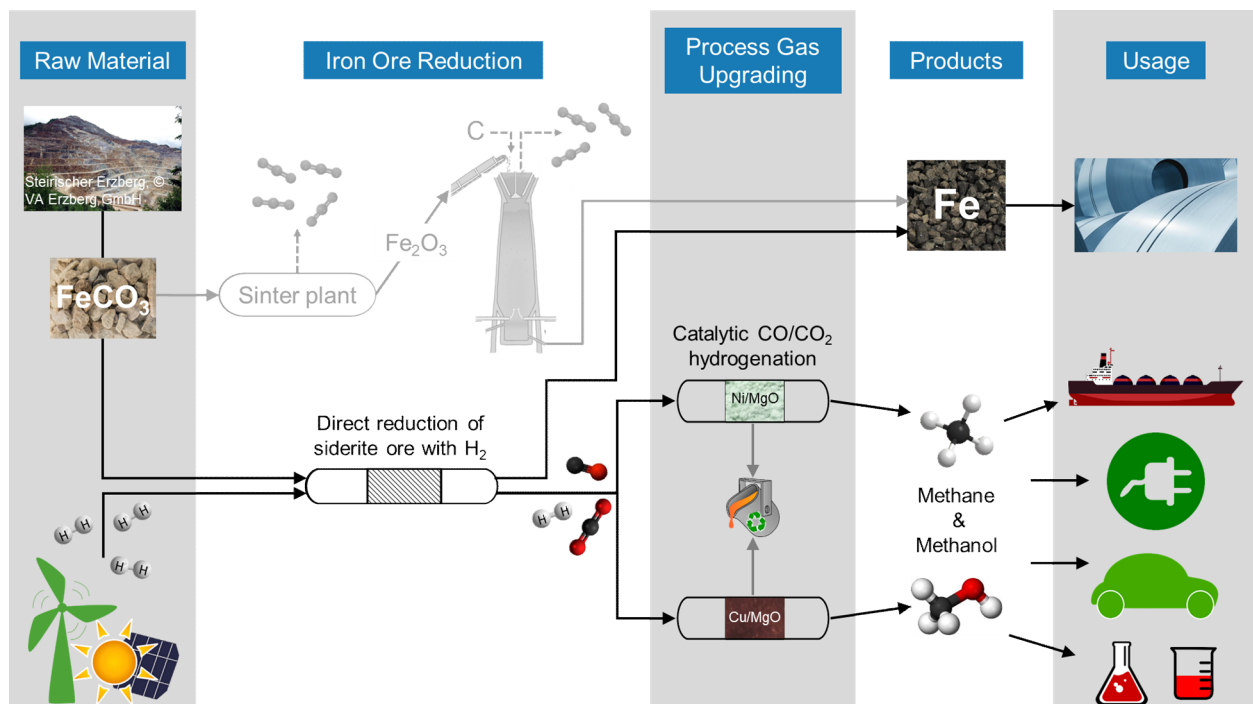 Raw Material
Iron Ore Reduction
Process Gas
Upgrading
Products
Usage
Steirischer Erzberg, ©
VA Erzberg GmbH
C
Fe
Fe₂O₃
FeCO₃
Sinter plant
Catalytic CO/CO₂
hydrogenation
Ni/MgO
Direct reduction of
siderite ore with H₂
H H
H H
H H
H H
Methane
&
Methanol
Cu/MgO